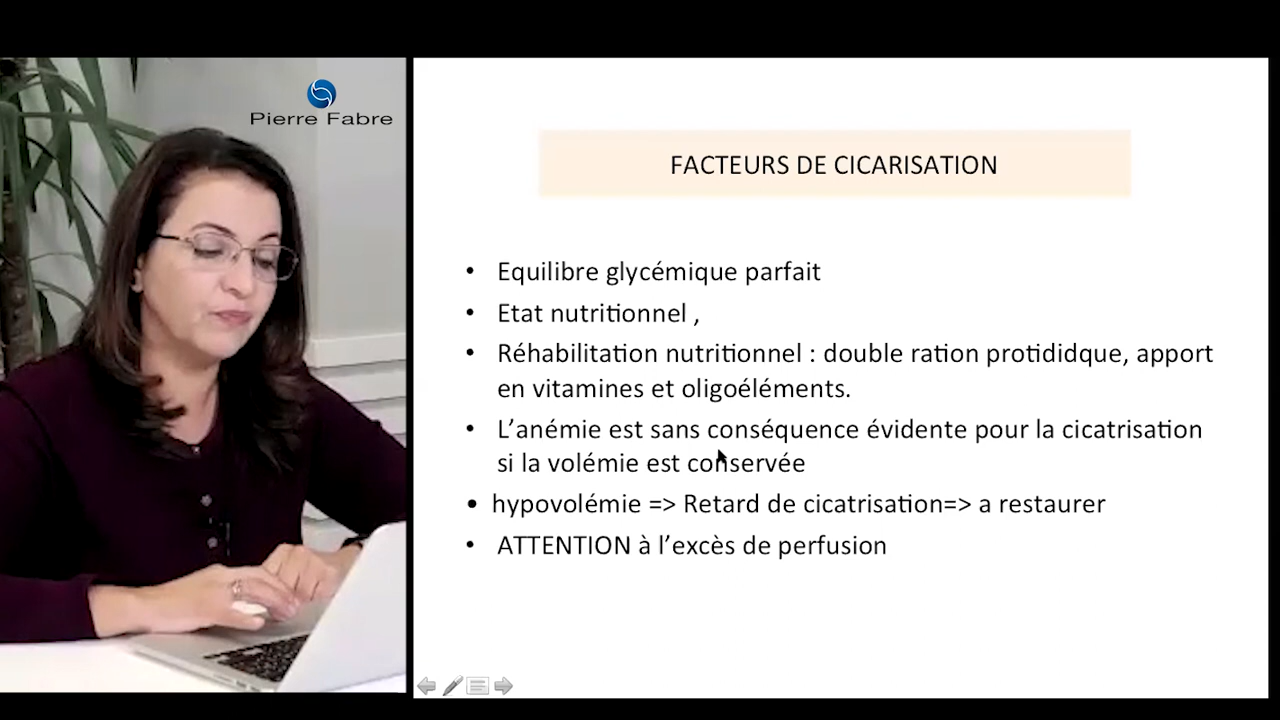 Pierre Fabre
FACTEURS DE CICARISATION
• Equilibre glycémique parfait
• Etat nutritionnel ,
• Réhabilitation nutritionnel : double ration protididque, apport
en vitamines et oligoéléments.
• L’anémie est sans conséquence évidente pour la cicatrisation
si la volémie est conservée
• hypovolémie => Retard de cicatrisation=> a restaurer
• ATTENTION à l’excès de perfusion